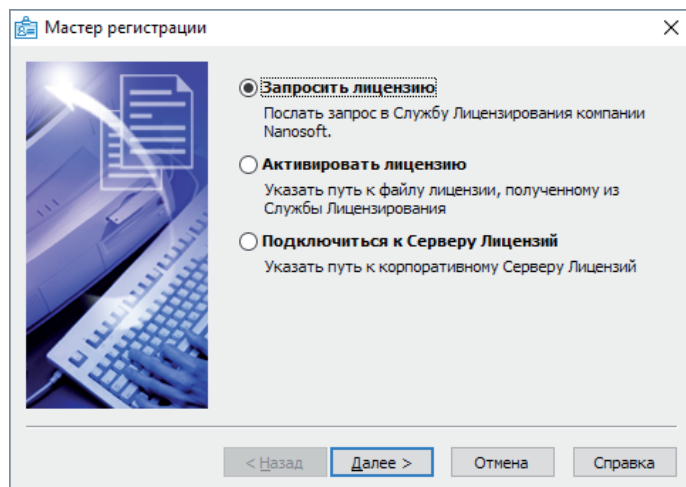 Мастер регистрации
Запросить лицензию
Послать запрос в Службу Лицензирования компании
Nanosoft.
Активировать лицензию
Указать путь к файлу лицензии, полученному из
Службы Лицензирования
Подключиться к Серверу Лицензий
Указать путь к корпоративному Серверу Лицензий
< Назад Далее > Отмена Справка